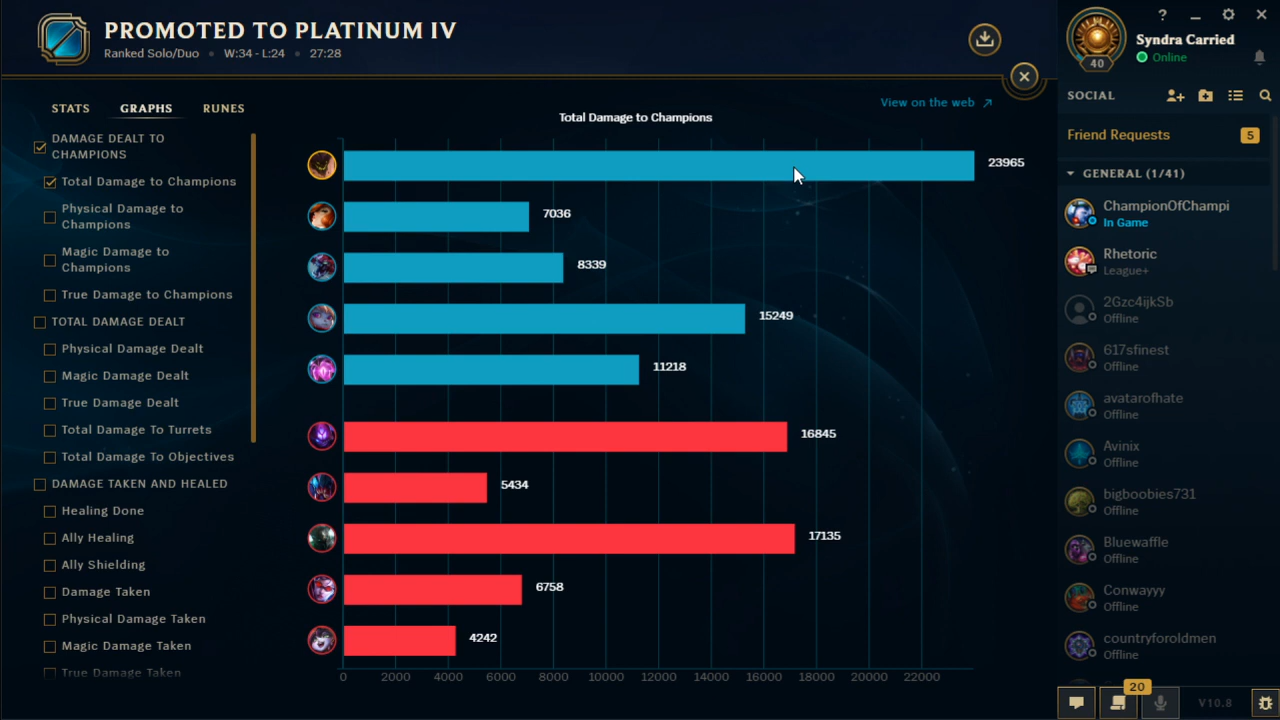 PROMOTED TO PLATINUM IV
Ranked Solo/Duo • W:34 - L:24 • 27:28
STATS GRAPHS RUNES
View on the web
DAMAGE DEALT TO
CHAMPIONS
Total Damage to Champions
Physical Damage to
Champions
Magic Damage to
Champions
True Damage to Champions
TOTAL DAMAGE DEALT
Physical Damage Dealt
Magic Damage Dealt
True Damage Dealt
Total Damage To Turrets
Total Damage To Objectives
DAMAGE TAKEN AND HEALED
Healing Done
Ally Healing
Ally Shielding
Damage Taken
Physical Damage Taken
Magic Damage Taken
True Damage Taken
Total Damage to Champions
23965
7036
8339
15249
11218
16845
5434
17135
6758
4242
0 2000 4000 6000 8000 10000 12000 14000 16000 18000 20000 22000
?
Syndra Carried
Online
40
SOCIAL
Friend Requests 5
GENERAL (1/41)
ChampionOfChampi
In Game
Rhetoric
League+
2Gzc4ijkSb
Offline
617sfinest
Offline
avatarofhate
Offline
Avinix
Offline
bigboobies731
Offline
Bluewaffle
Offline
Conwayyy
Offline
countryforoldmen
Offline
20
V10.8